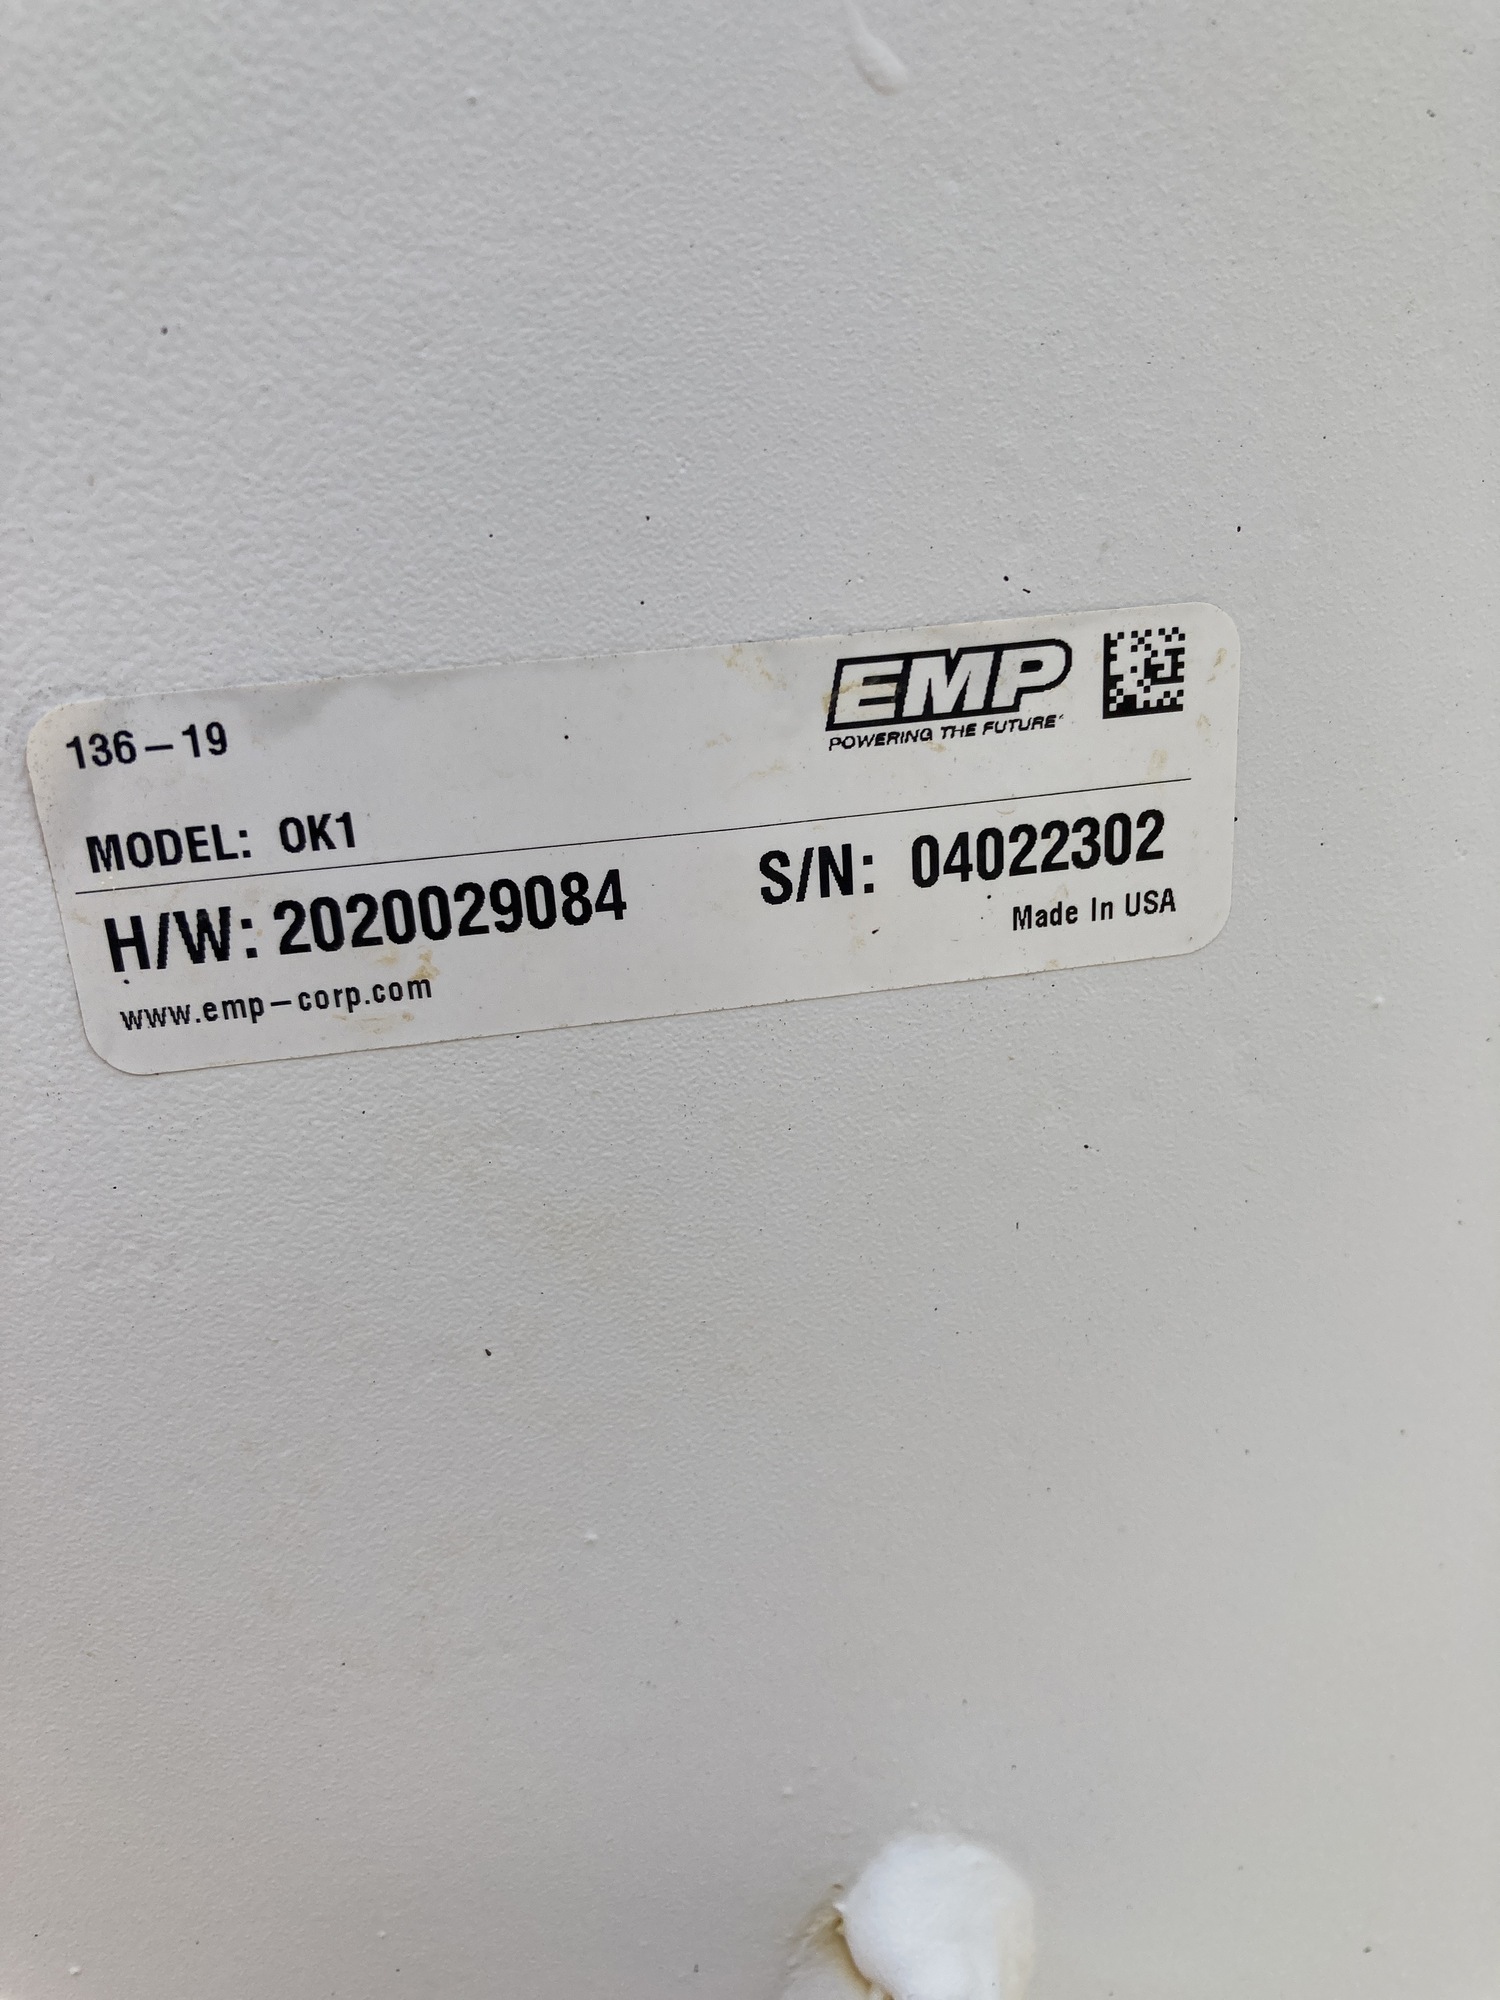 136-19
EMP
POWERING THE FUTURE
MODEL: OK1
H/W: 2020029084
S/N: 04022302
Made In USA
www.emp-corp.com